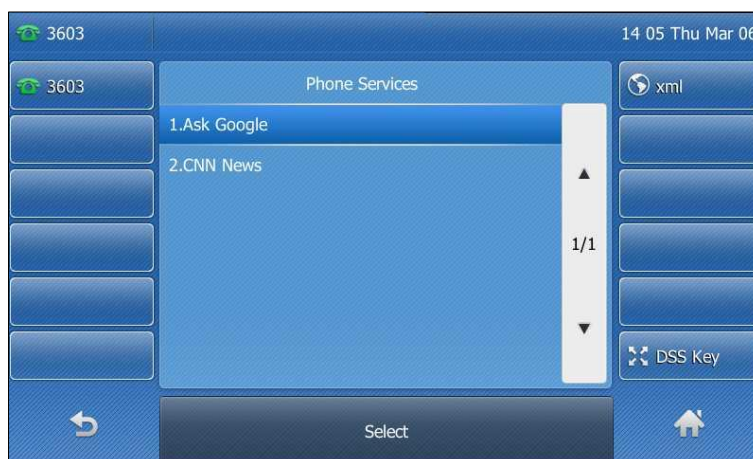 3603
14 05 Thu Mar 06
3603
Phone Services
xml
1.Ask Google
2.CNN News
1/1
DSS Key
Select